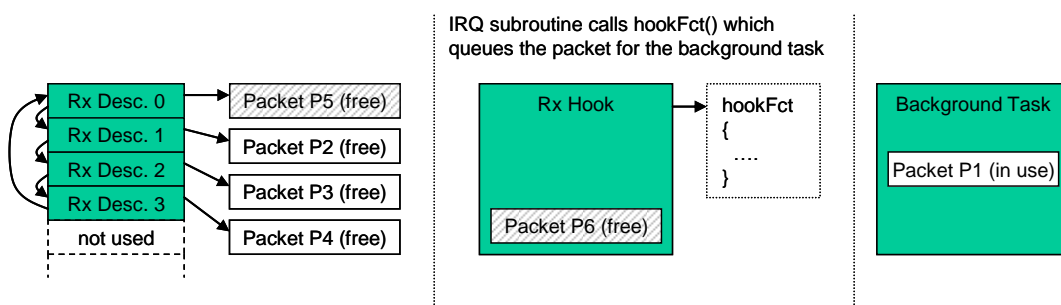 IRQ subroutine calls hookFct() which
queues the packet for the background task
Rx Desc. 0
Rx Desc. 1
Rx Desc. 2
Rx Desc. 3
not used
Packet P5 (free)
Packet P2 (free)
Packet P3 (free)
Packet P4 (free)
Rx Hook
Packet P6 (free)
hookFct
{
....
}
Background Task
Packet P1 (in use)